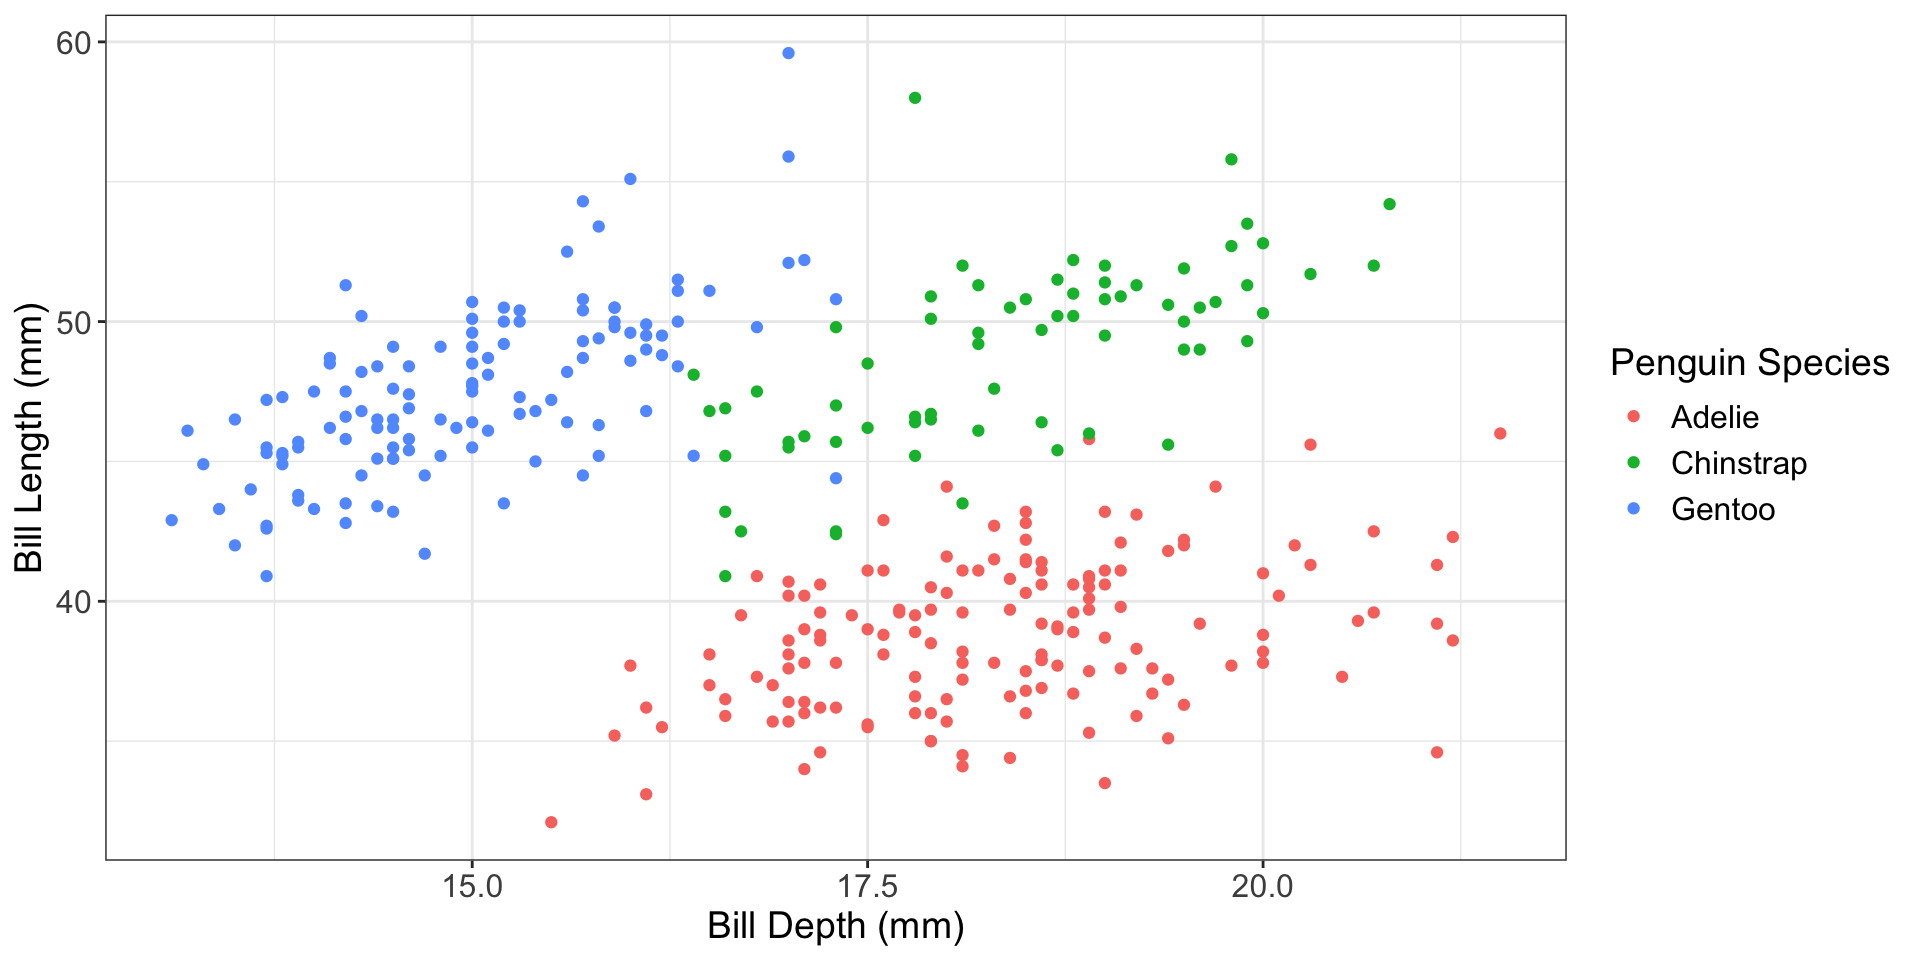 60
50
40
Bill Length (mm)
15.0 17.5 20.0
Bill Depth (mm)
Penguin Species
Adelie
Chinstrap
Gentoo